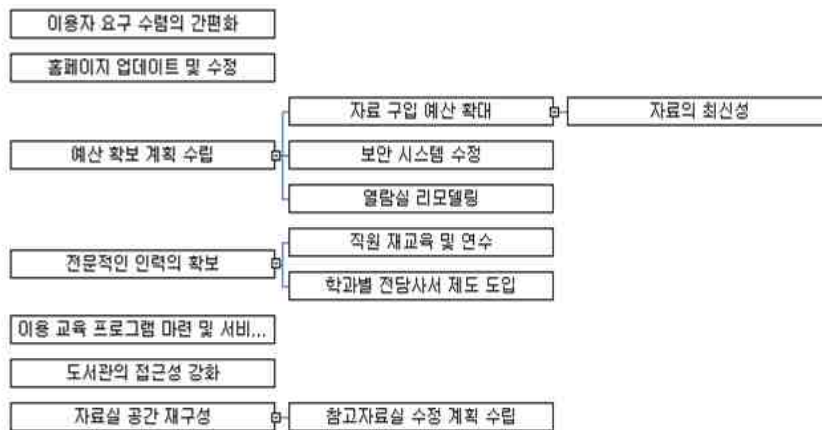 이용자 요구 수렴의 간편화
홈페이지 업데이트 및 수정
자료 구입 예산 확대
자료의 최신성
예산 확보 계획 수립
보안 시스템 수정
열람실 리모델링
직원 재교육 및 연수
전문적인 인력의 확보
학과별 전담사서 제도 도입
이용 교육 프로그램 마련 및 서비...
도서관의 접근성 강화
자료실 공간 재구성
참고자료실 수정 계획 수립